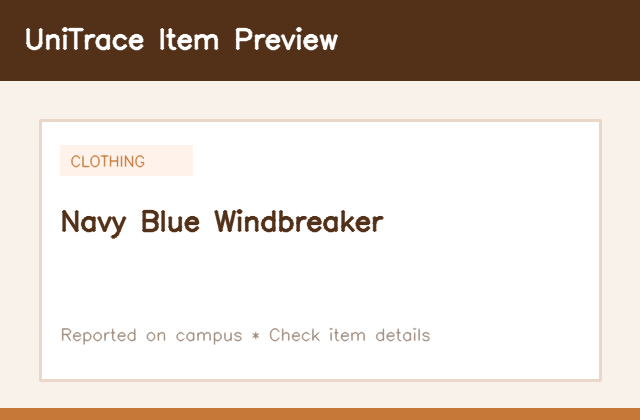 UniTrace Item Preview
CLOTHING
Navy Blue Windbreaker
Reported on campus * Check item details